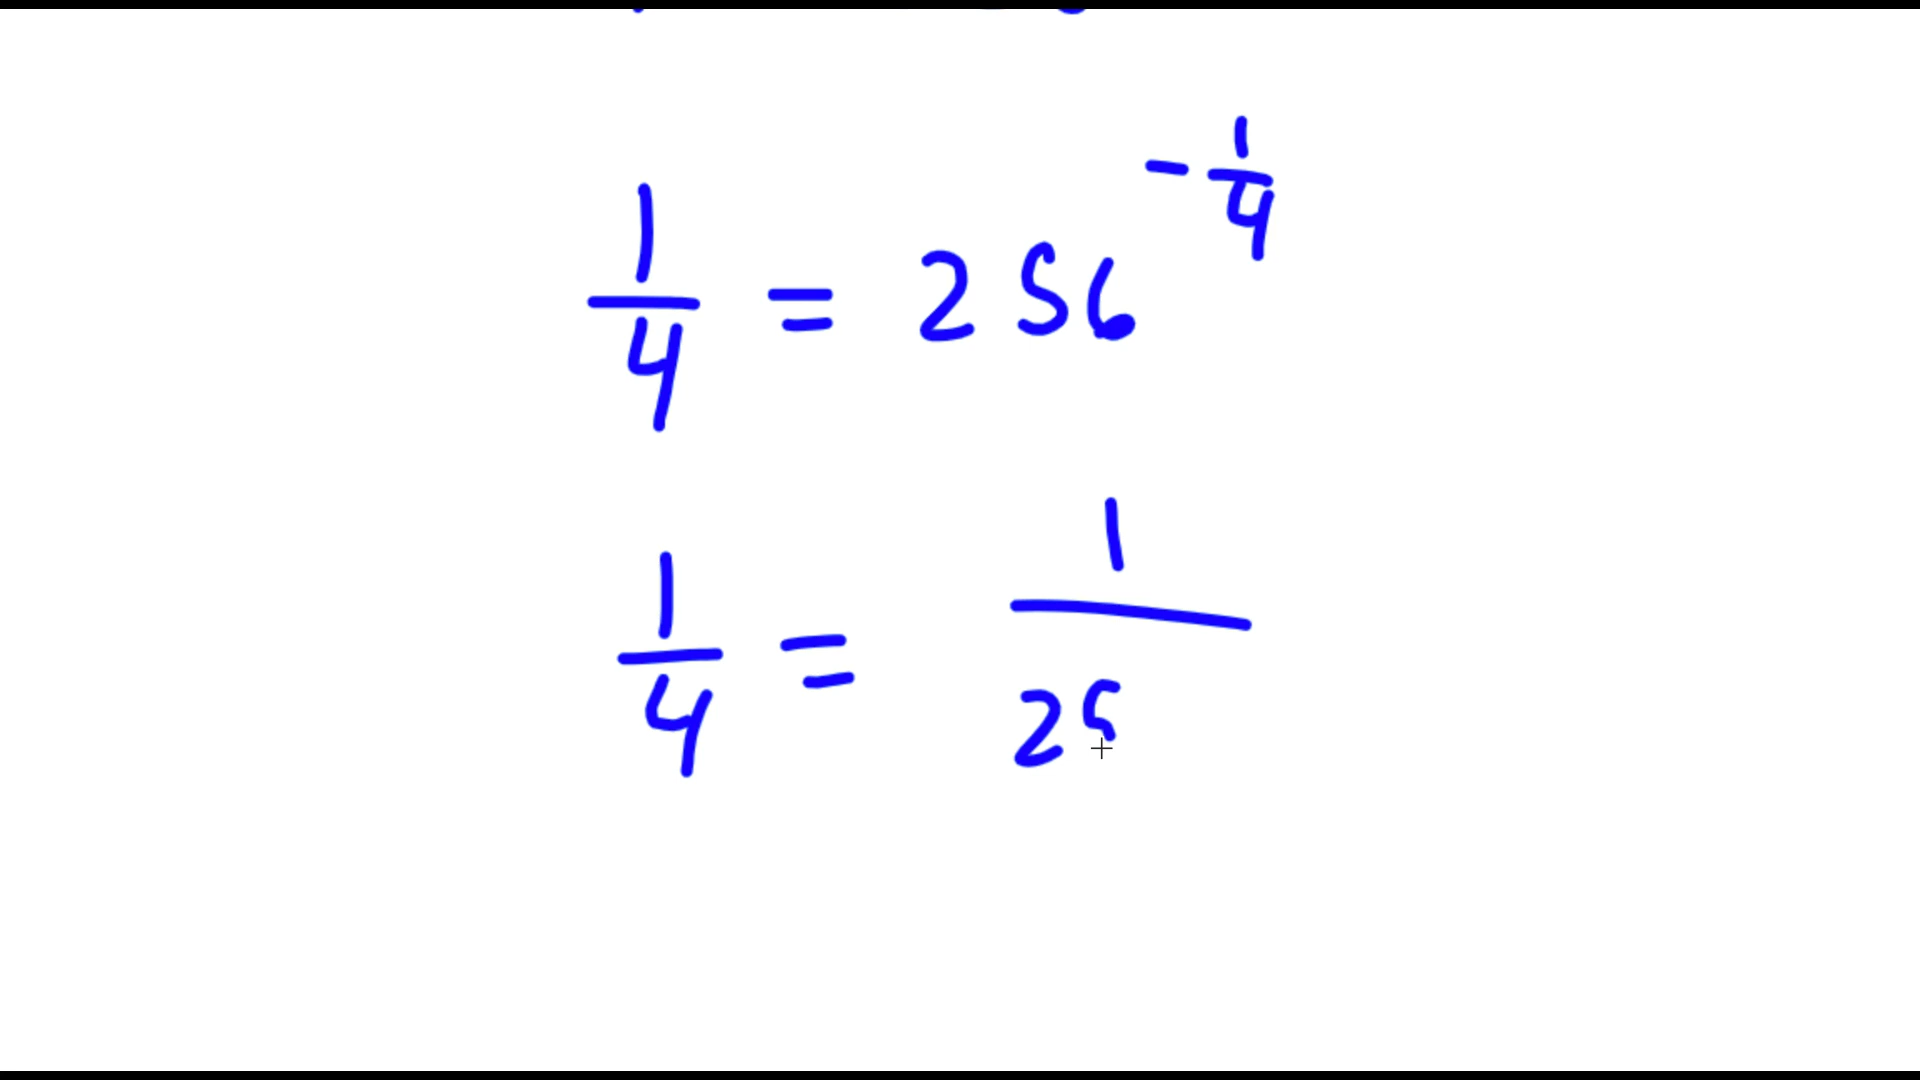 1/4 = 256^(-1/4)
1/4 = 1/25